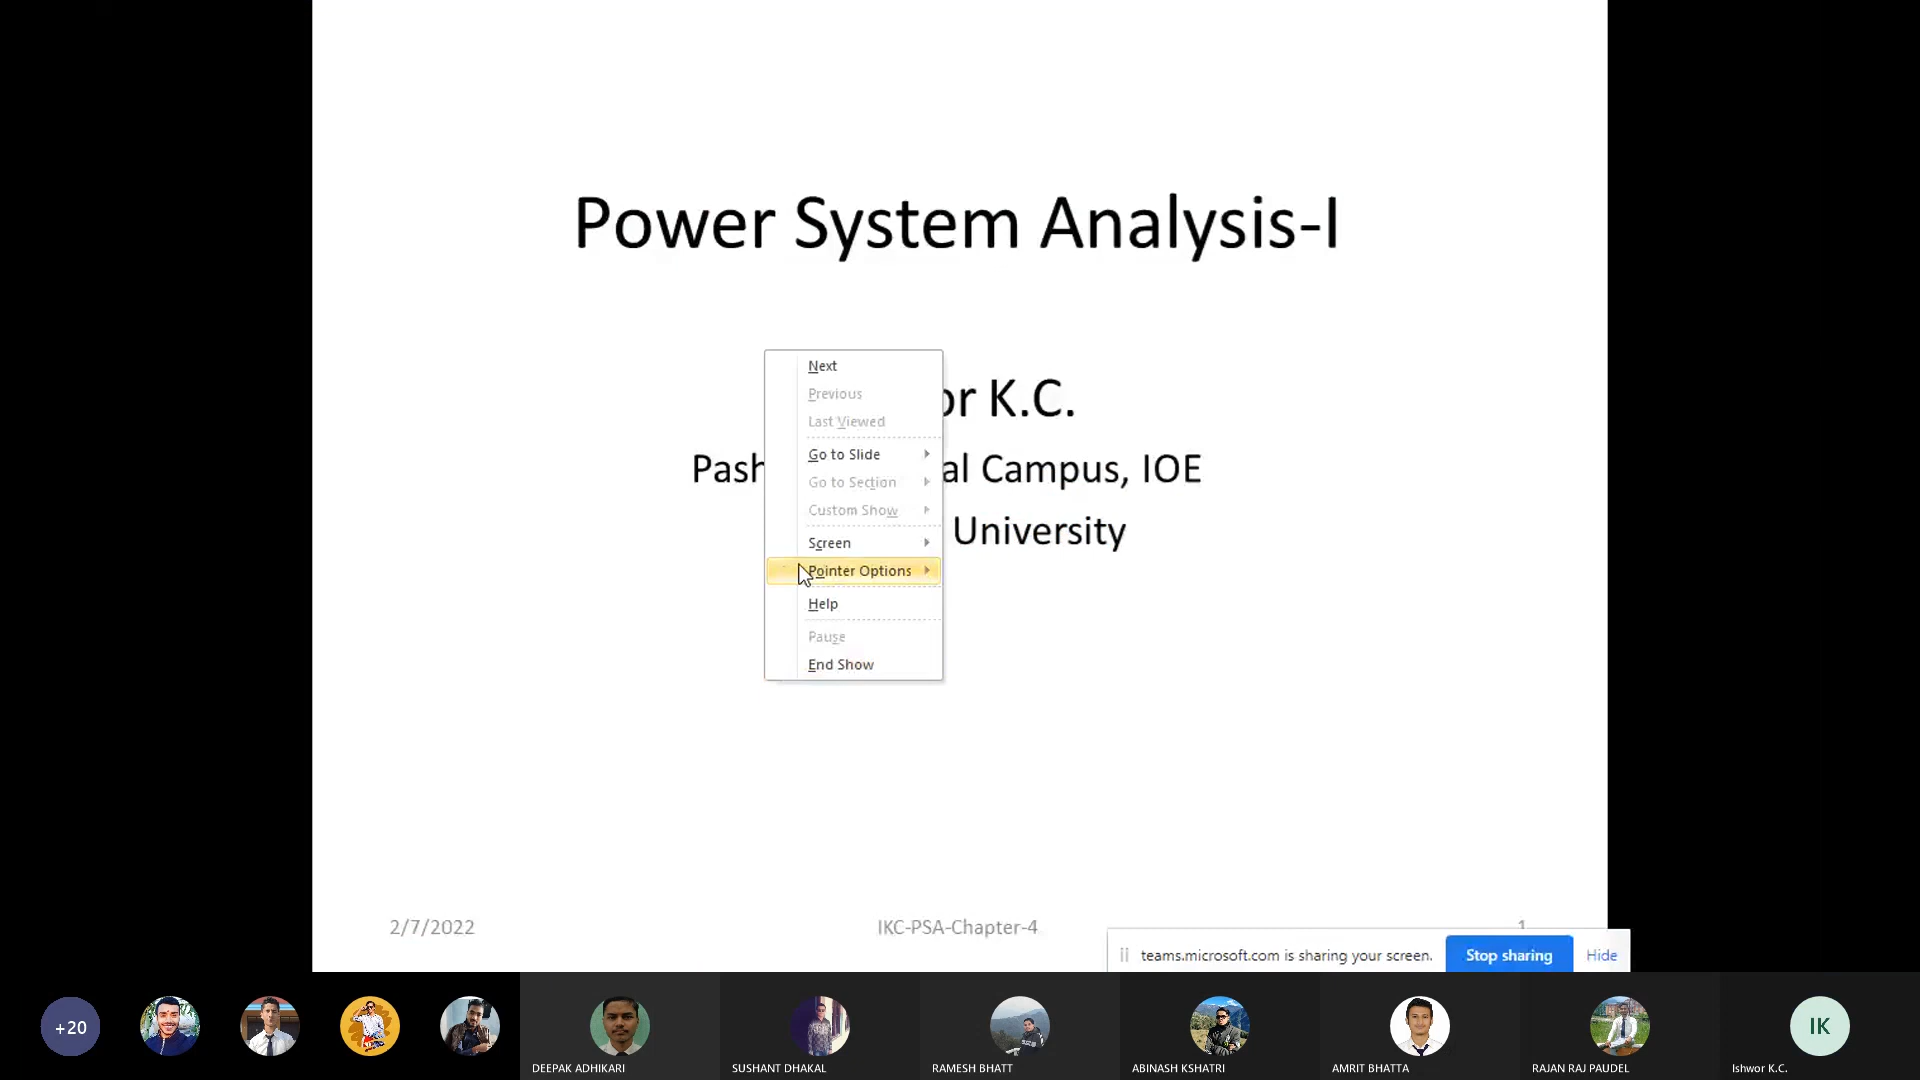 Power System Analysis-I
Next
Previous
or K.C.
Last Viewed
Go to Slide
Pash al Campus, IOE
Go to Section
Custom Show
University
Screen
Pointer Options
Help
Pause
End Show
2/7/2022 IKC-PSA-Chapter-4 1
teams.microsoft.com is sharing your screen. Stop sharing Hide
+20
IK
DEEPAK ADHIKARI SUSHANT DHAKAL RAMESH BHATT ABINASH KSHATRI AMRIT BHATTA RAJAN RAJ PAUDEL Ishwor K.C.